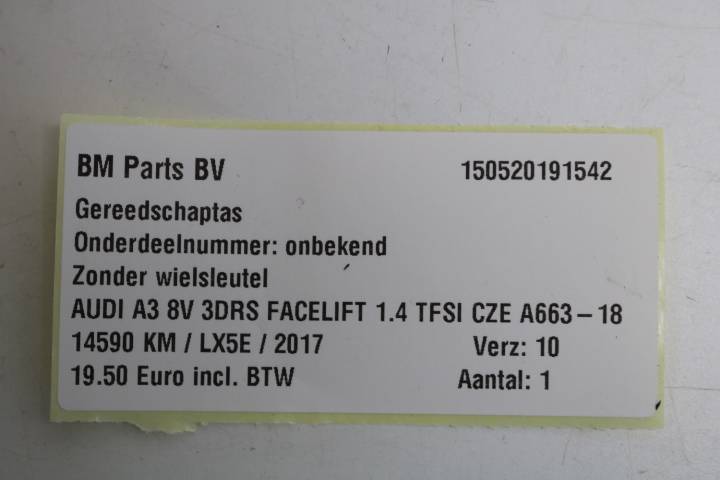 BM Parts BV 150520191542
Gereedschaptas
Onderdeelnummer: onbekend
Zonder wielsleutel
AUDI A3 8V 3DRS FACELIFT 1.4 TFSI CZE A663-18
14590 KM / LX5E / 2017 Verz: 10
19.50 Euro incl. BTW Aantal: 1